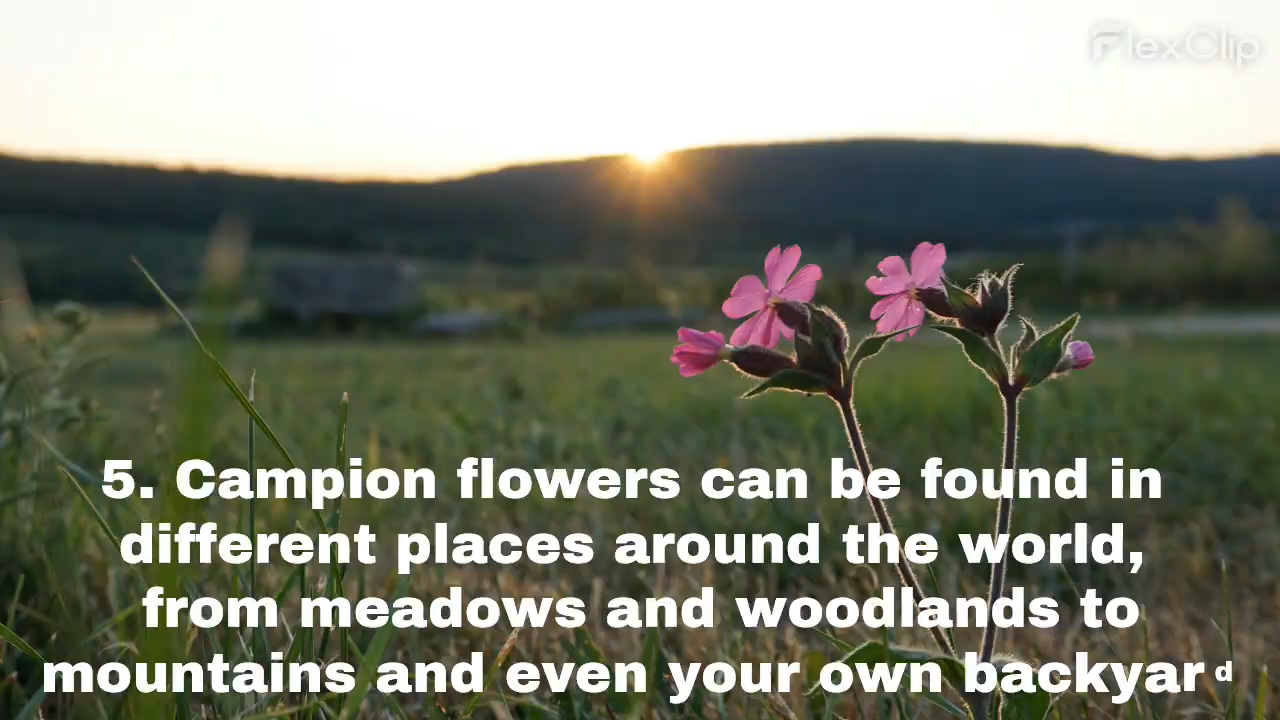 FlexClip
5. Campion flowers can be found in
different places around the world,
from meadows and woodlands to
mountains and even your own backyard